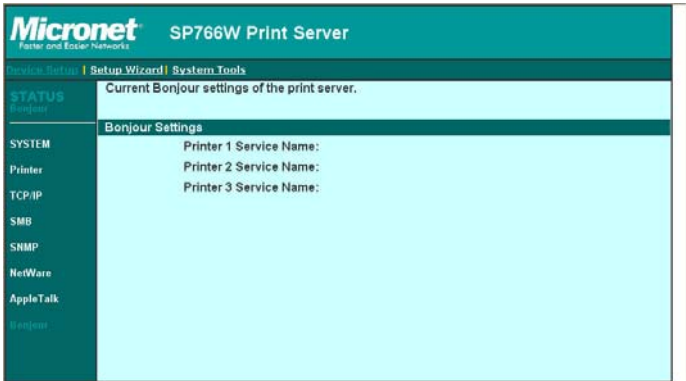 Micronet
Faster and Easier Networks
SP766W Print Server
Device Setup | Setup Wizard | System Tools
STATUS
Bonjour
Current Bonjour settings of the print server.
Bonjour Settings
Printer 1 Service Name:
Printer 2 Service Name:
Printer 3 Service Name:
SYSTEM
Printer
TCP/IP
SMB
SNMP
NetWare
AppleTalk
Bonjour